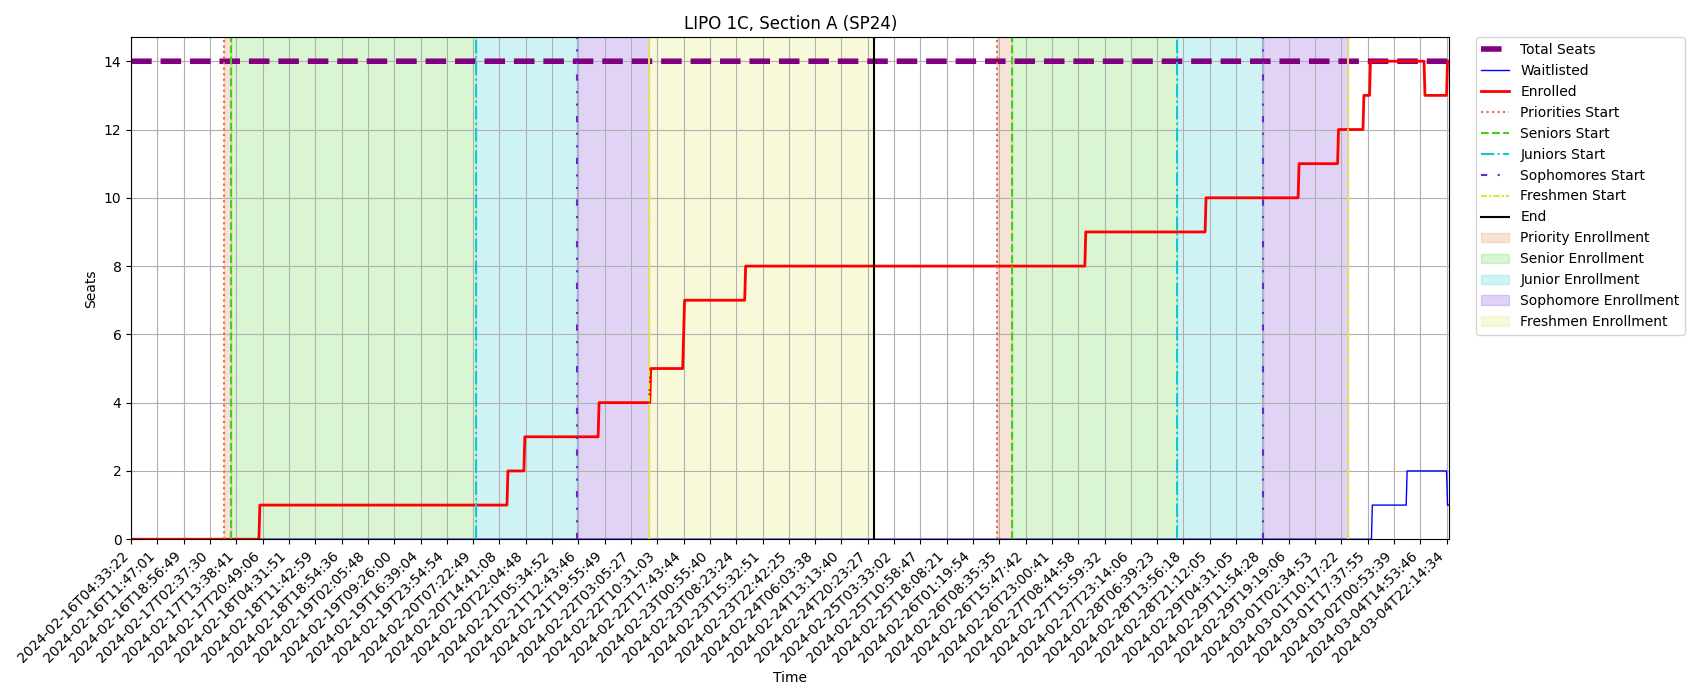 LIPO 1C, Section A (SP24)
Seats
14
12
10
8
6
4
2
0
2024-02-16T04:33:22
2024-02-16T11:47:01
2024-02-16T18:56:49
2024-02-17T02:37:30
2024-02-17T13:38:41
2024-02-17T20:49:06
2024-02-18T04:31:51
2024-02-18T11:42:59
2024-02-18T18:54:36
2024-02-19T02:05:48
2024-02-19T09:26:00
2024-02-19T16:39:04
2024-02-19T23:54:54
2024-02-20T07:22:49
2024-02-20T14:41:08
2024-02-20T22:04:48
2024-02-21T05:34:52
2024-02-21T12:43:46
2024-02-21T19:55:49
2024-02-22T03:05:27
2024-02-22T10:31:03
2024-02-22T17:43:44
2024-02-23T00:55:40
2024-02-23T08:23:24
2024-02-23T15:32:51
2024-02-23T22:42:25
2024-02-24T06:03:38
2024-02-24T13:13:40
2024-02-24T20:23:27
2024-02-25T03:33:02
2024-02-25T10:58:47
2024-02-25T18:08:21
2024-02-26T01:19:54
2024-02-26T08:35:35
2024-02-26T15:47:42
2024-02-26T23:00:41
2024-02-27T08:44:58
2024-02-27T15:59:32
2024-02-27T23:14:06
2024-02-28T06:39:23
2024-02-28T13:56:18
2024-02-28T21:12:05
2024-02-29T04:31:05
2024-02-29T11:54:28
2024-02-29T19:19:06
2024-03-01T02:34:53
2024-03-01T10:17:22
2024-03-01T17:37:55
2024-03-02T00:53:39
2024-03-04T14:53:46
2024-03-04T22:14:34
Time
Total Seats
Waitlisted
Enrolled
Priorities Start
Seniors Start
Juniors Start
Sophomores Start
Freshmen Start
End
Priority Enrollment
Senior Enrollment
Junior Enrollment
Sophomore Enrollment
Freshmen Enrollment